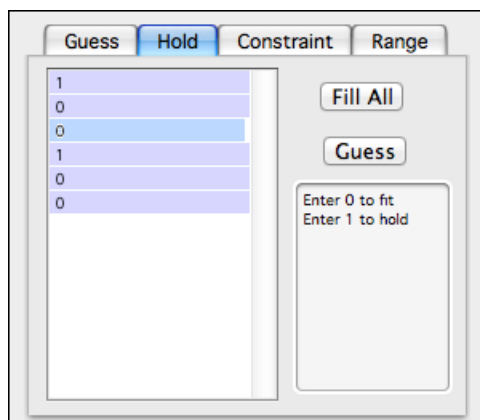 Guess Hold Constraint Range
1
0
0
1
0
0
Fill All
Guess
Enter 0 to fit
Enter 1 to hold